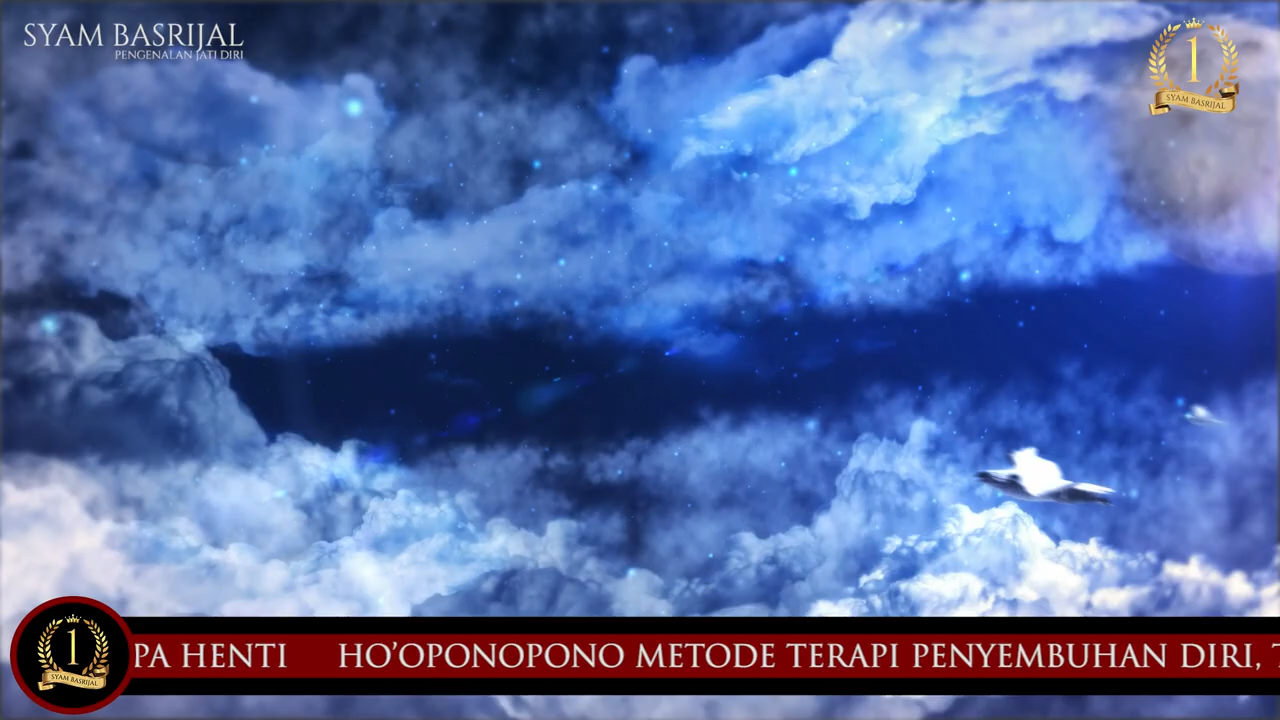 SYAM BASRIJAL
PENGENALAN JATI DIRI
1
SYAM BASRIJAL
1
SYAM BASRIJAL
PA HENTI HO’OPONOPONO METODE TERAPI PENYEMBUHAN DIRI,